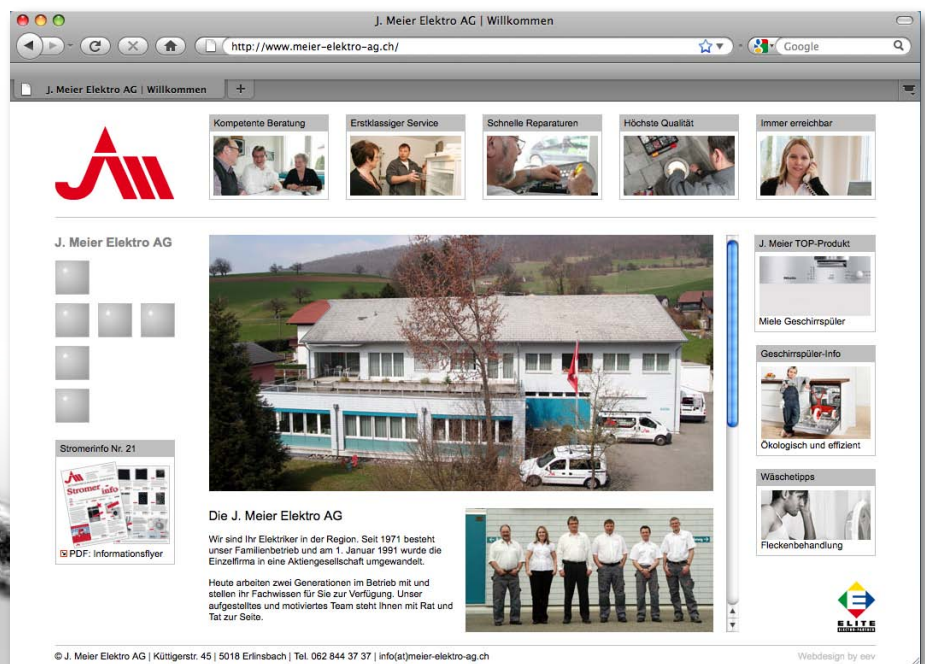 J. Meier Elektro AG | Willkommen
http://www.meier-elektro-ag.ch/
Google
J. Meier Elektro AG | Willkommen
Kompetente Beratung
Erstklassiger Service
Schnelle Reparaturen
Höchste Qualität
Immer erreichbar
J. Meier Elektro AG
J. Meier TOP-Produkt
Miele Geschirrspüler
Geschirrspüler-Info
Ökologisch und effizient
Stromerinfo Nr. 21
Stromer info
PDF: Informationsflyer
Wäschetipps
Fleckenbehandlung
Die J. Meier Elektro AG
Wir sind Ihr Elektriker in der Region. Seit 1971 besteht
unser Familienbetrieb und am 1. Januar 1991 wurde die
Einzelfirma in eine Aktiengesellschaft umgewandelt.
Heute arbeiten zwei Generationen im Betrieb mit und
stellen ihr Fachwissen für Sie zur Verfügung. Unser
aufgestelltes und motiviertes Team steht Ihnen mit Rat und
Tat zur Seite.
E
ELITE
ELECTRO-PARTNER
© J. Meier Elektro AG | Küttigerstr. 45 | 5018 Erlinsbach | Tel. 062 844 37 37 | info(at)meier-elektro-ag.ch
Webdesign by eev